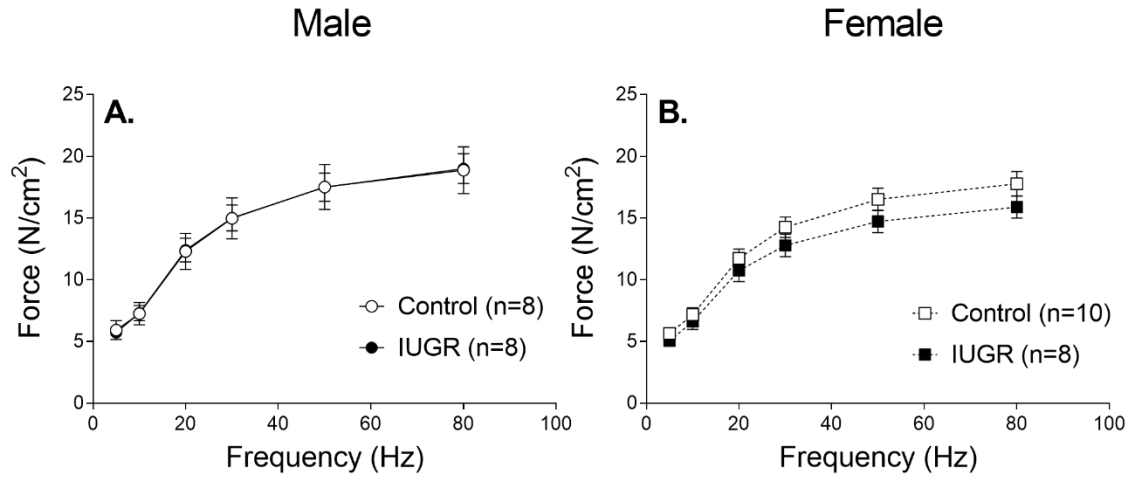 Male
Female
A.
Force (N/cm²)
25
20
15
10
5
0
0 20 40 60 80 100
Frequency (Hz)
Control (n=8)
IUGR (n=8)
B.
Force (N/cm²)
25
20
15
10
5
0
0 20 40 60 80 100
Frequency (Hz)
Control (n=10)
IUGR (n=8)